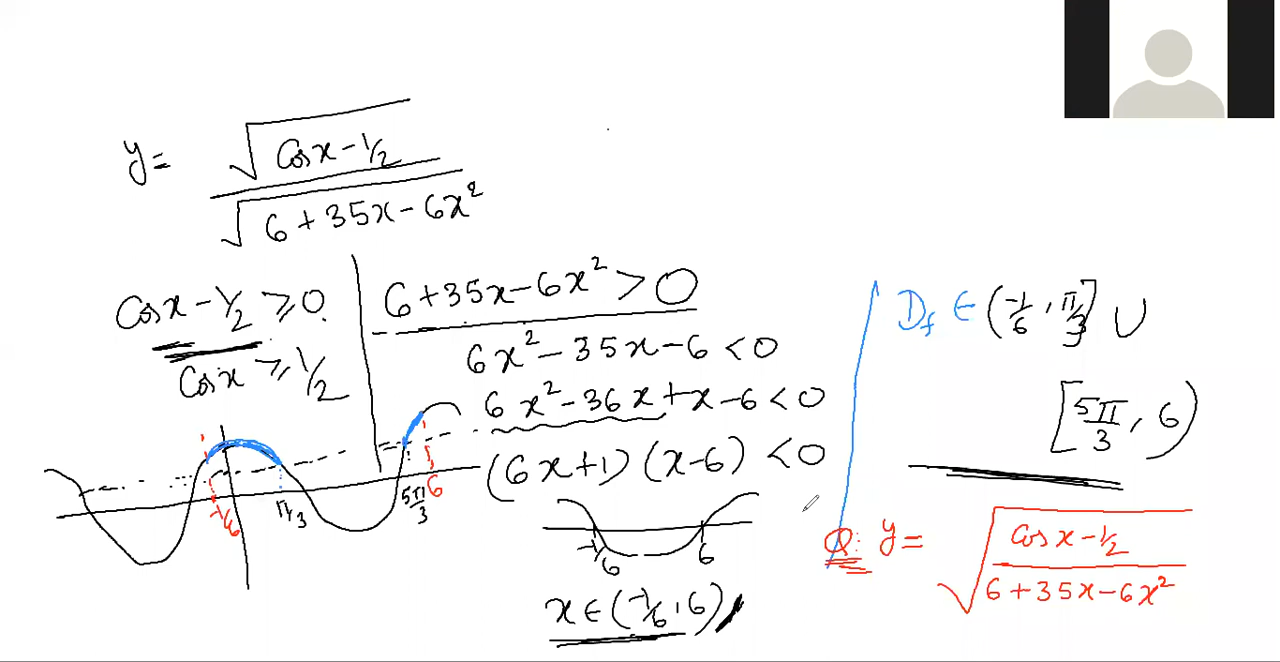 y = √(cos x - 1/2) / √(6 + 35x - 6x²)
cos x - 1/2 ≥ 0
cos x ≥ 1/2
-1/6 π/3 5π/3 6
6 + 35x - 6x² > 0
6x² - 35x - 6 < 0
6x² - 36x + x - 6 < 0
(6x + 1) (x - 6) < 0
-1/6 6
x ∈ (-1/6, 6)
D_f ∈ (-1/6, π/3] ∪
[5π/3, 6)
Q: y = √((cos x - 1/2) / (6 + 35x - 6x²))